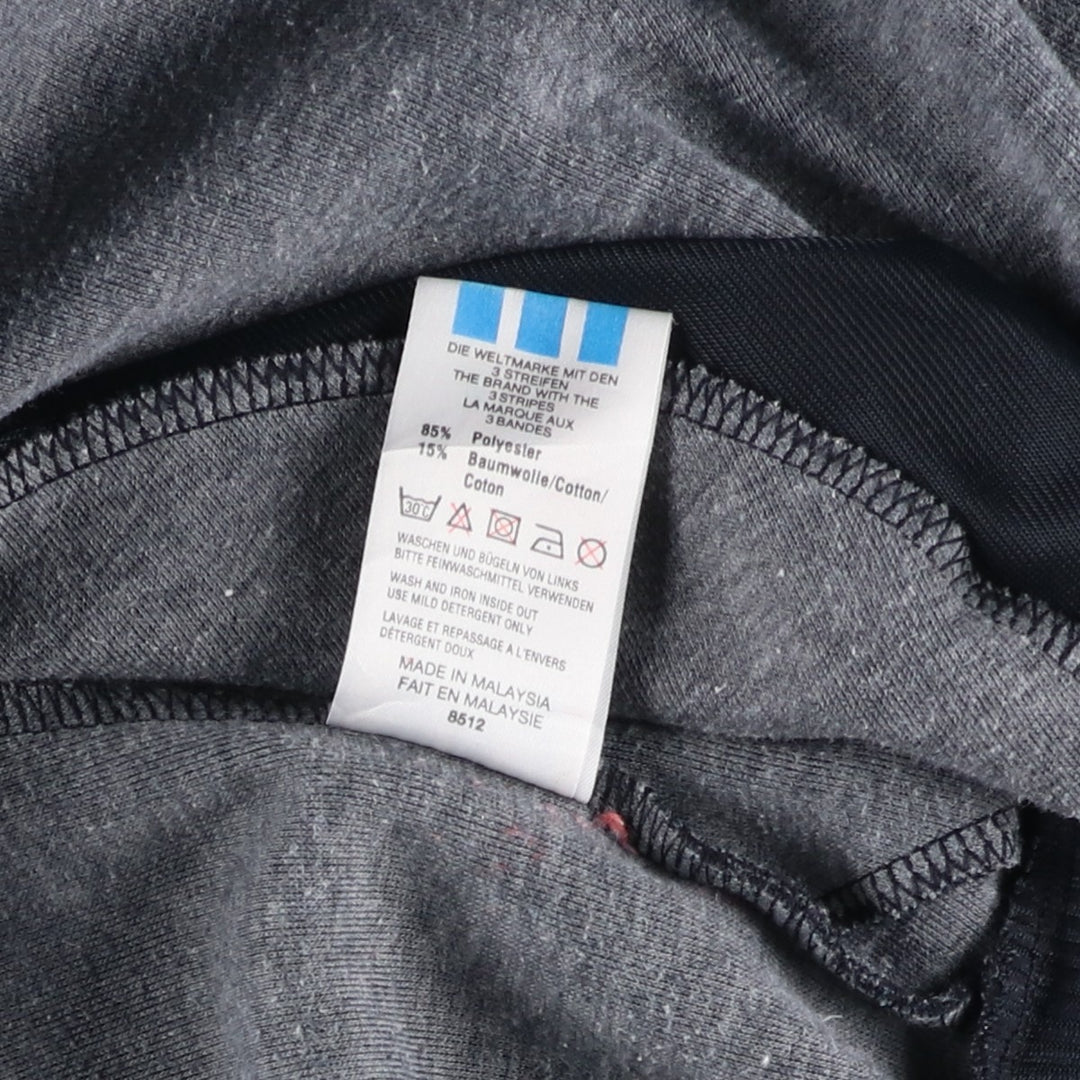 DIE WELTMARKE MIT DEN
3 STREIFEN
THE BRAND WITH THE
3 STRIPES
LA MARQUE AUX
3 BANDES
85% Polyester
15% Baumwolle/Cotton/
Coton
30°C
WASCHEN UND BÜGELN VON LINKS
BITTE FEINWASCHMITTEL VERWENDEN
WASH AND IRON INSIDE OUT
USE MILD DETERGENT ONLY
LAVAGE ET REPASSAGE A L'ENVERS
DÉTERGENT DOUX
MADE IN MALAYSIA
FAIT EN MALAYSIE
8512